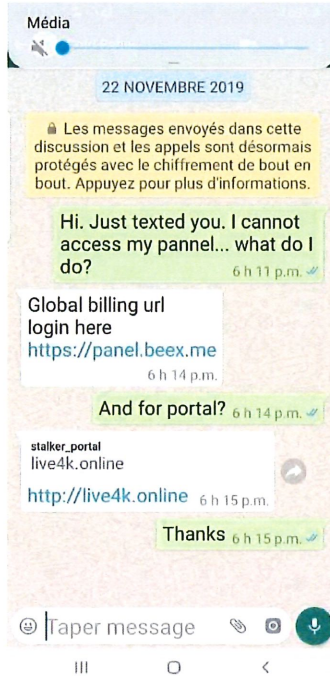 Média
22 NOVEMBRE 2019
Les messages envoyés dans cette
discussion et les appels sont désormais
protégés avec le chiffrement de bout en
bout. Appuyez pour plus d'informations.
Hi. Just texted you. I cannot
access my pannel... what do I
do?
6 h 11 p.m.
Global billing url
login here
https://panel.beex.me
6 h 14 p.m.
And for portal? 6 h 14 p.m.
stalker_portal
live4k.online
http://live4k.online 6 h 15 p.m.
Thanks 6 h 15 p.m.
Taper message